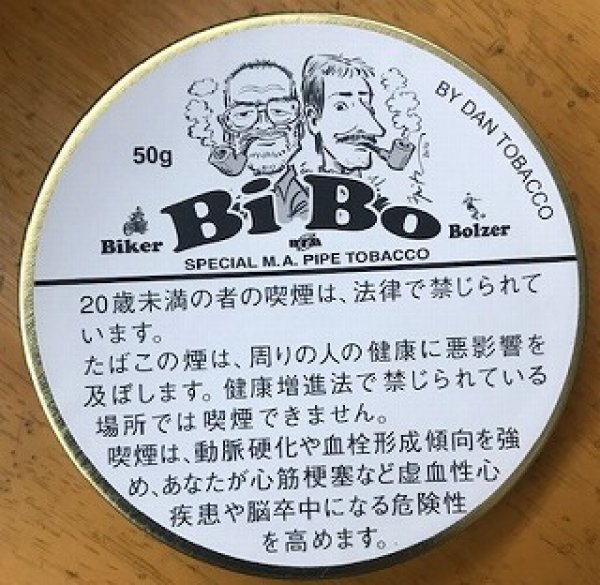 BY DAN TOBACCO
50g
BiBo
Biker
Bolzer
SPECIAL M.A. PIPE TOBACCO
20歳未満の者の喫煙は、法律で禁じられて
います。
たばこの煙は、周りの人の健康に悪影響を
及ぼします。健康増進法で禁じられている
場所では喫煙できません。
喫煙は、動脈硬化や血栓形成傾向を強
め、あなたが心筋梗塞など虚血性心
疾患や脳卒中になる危険性
を高めます。